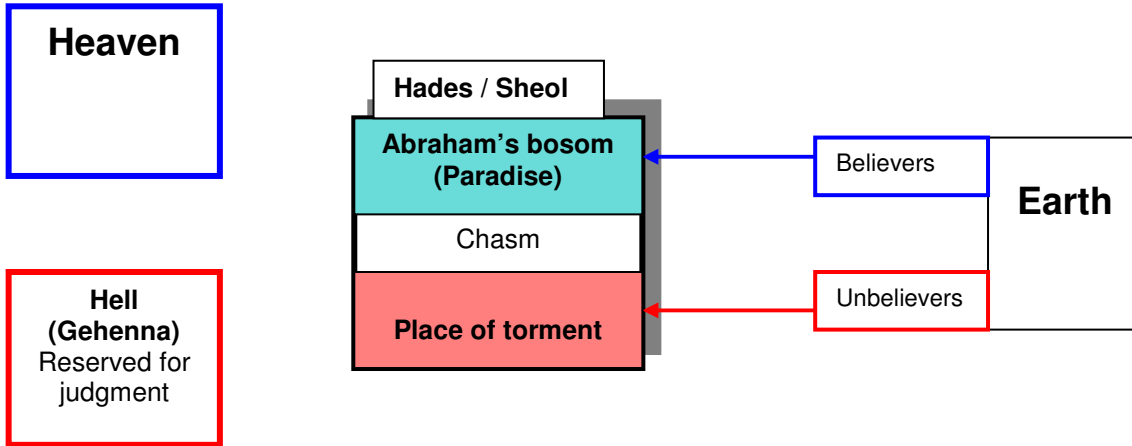 Heaven
Hades / Sheol
Abraham’s bosom
(Paradise)
Believers
Earth
Chasm
Hell
(Gehenna)
Reserved for
judgment
Unbelievers
Place of torment